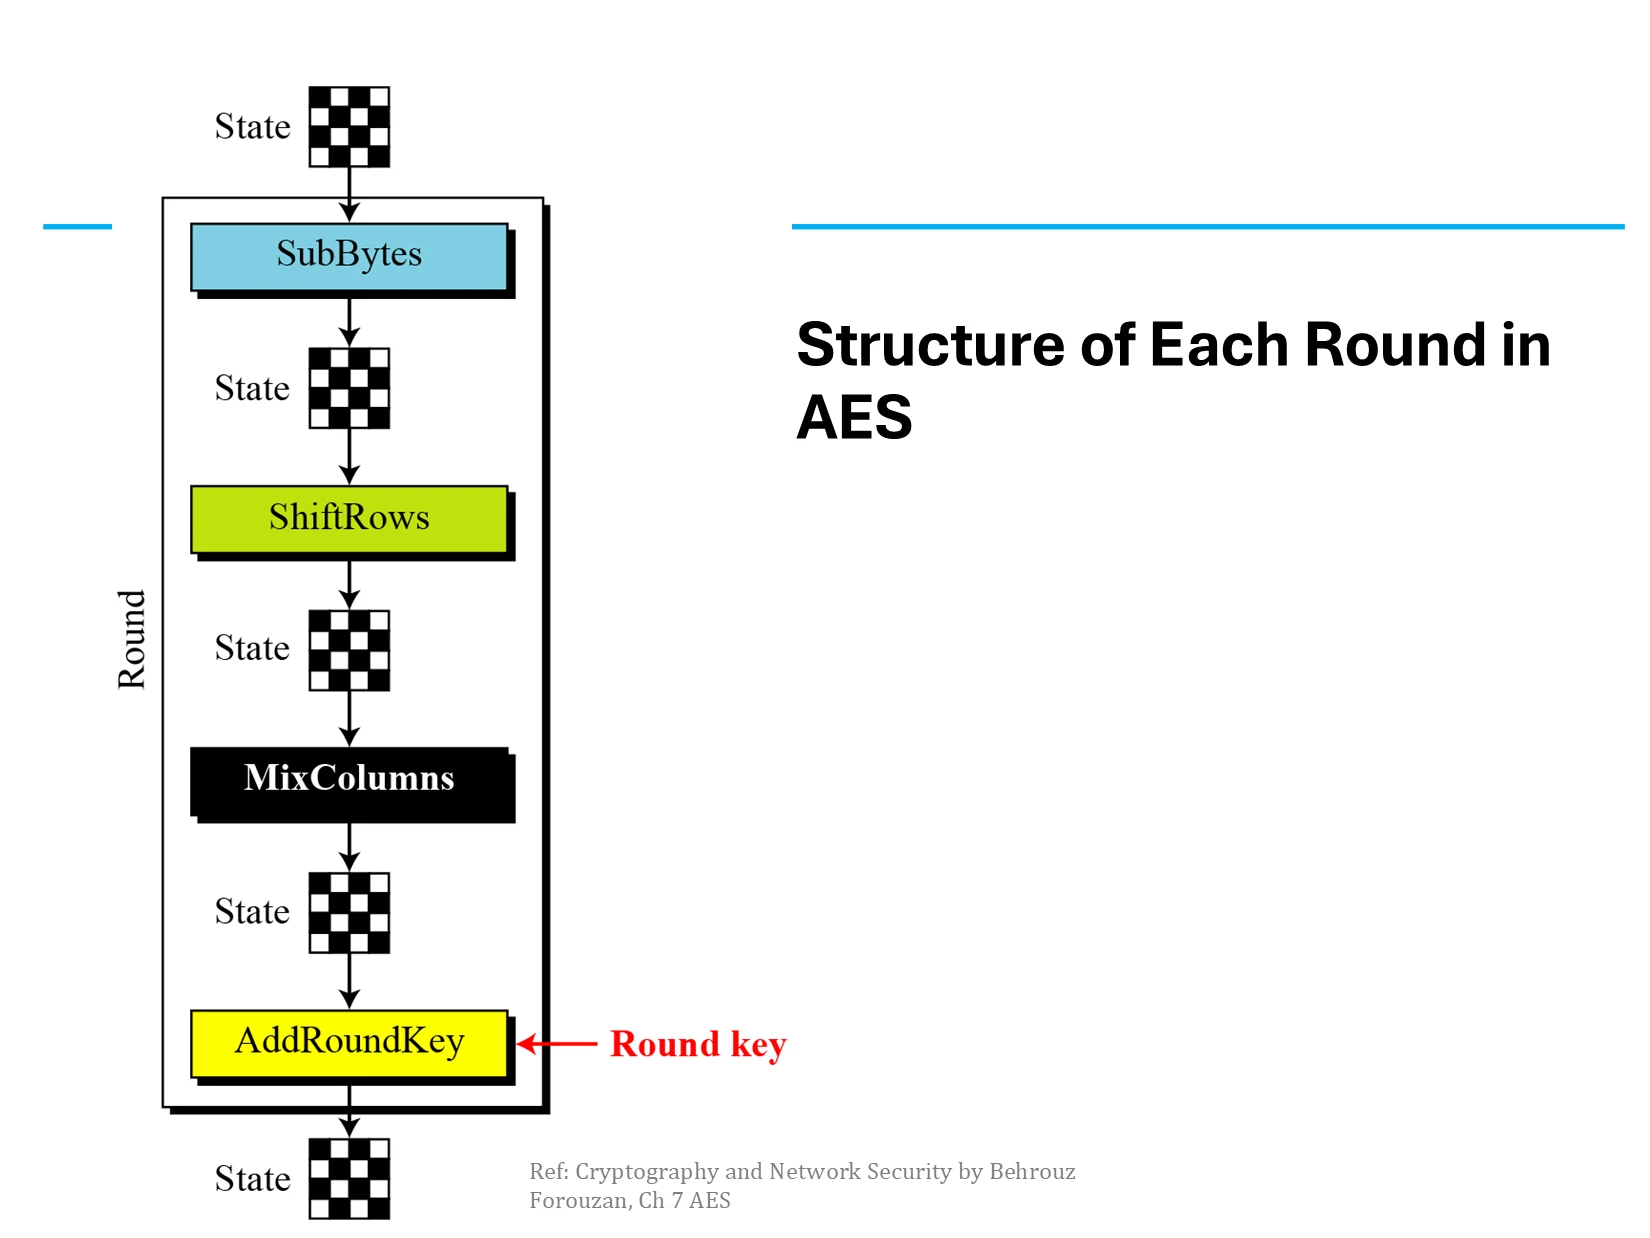 State
SubBytes
State
ShiftRows
State
Round
MixColumns
State
AddRoundKey
Round key
State
Structure of Each Round in
AES
Ref: Cryptography and Network Security by Behrouz
Forouzan, Ch 7 AES